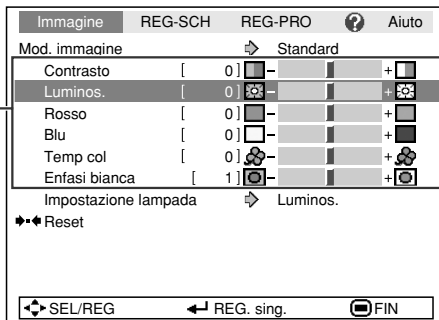 Immagine REG-SCH REG-PRO ? Aiuto
Mod. immagine Standard
Contrasto [ 0 ] - +
Luminos. [ 0 ] - +
Rosso [ 0 ] - +
Blu [ 0 ] - +
Temp col [ 0 ] - +
Enfasi bianca [ 1 ] - +
Impostazione lampada Luminos.
Reset
SEL/REG REG. sing. FIN